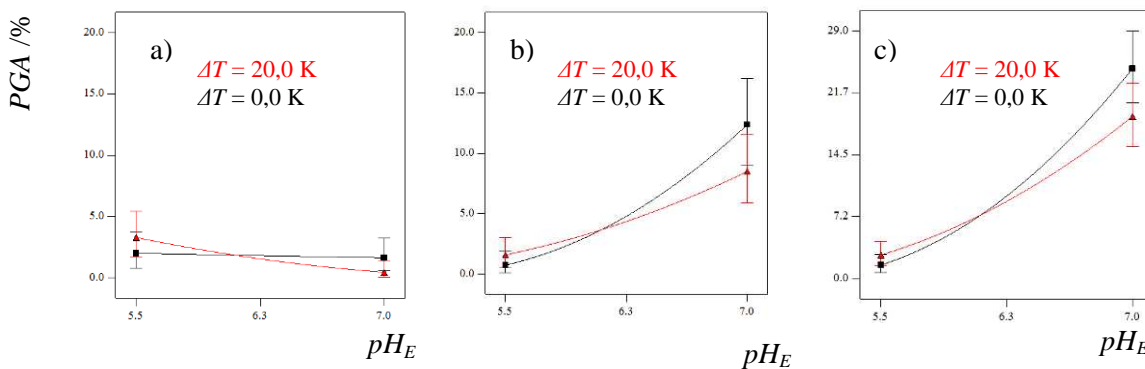 PGA /%
a)
ΔT = 20,0 K
ΔT = 0,0 K
20.0
15.0
10.0
5.0
0.0
5.5
6.3
7.0
pH_E
b)
ΔT = 20,0 K
ΔT = 0,0 K
20.0
15.0
10.0
5.0
0.0
5.5
6.3
7.0
pH_E
c)
ΔT = 20,0 K
ΔT = 0,0 K
29.0
21.7
14.5
7.2
0.0
5.5
6.3
7.0
pH_E